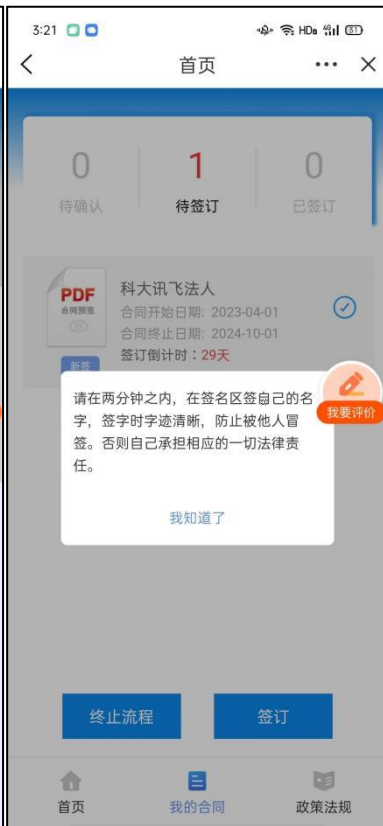 3:21 HD 4G 31
首页
0 1 0
待确认 待签订 已签订
PDF
合同预览
新签
科大讯飞法人
合同开始日期: 2023-04-01
合同终止日期: 2024-10-01
签订倒计时：29天
我要评价
请在两分钟之内，在签名区签自己的名
字，签字时字迹清晰，防止被他人冒
签。否则自己承担相应的一切法律责
任。
我知道了
终止流程 签订
首页 我的合同 政策法规